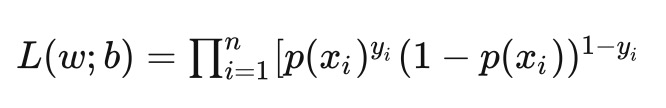 L(w; b) = ∏_{i=1}^{n} [p(x_i)^{y_i} (1 − p(x_i))^{1−y_i}